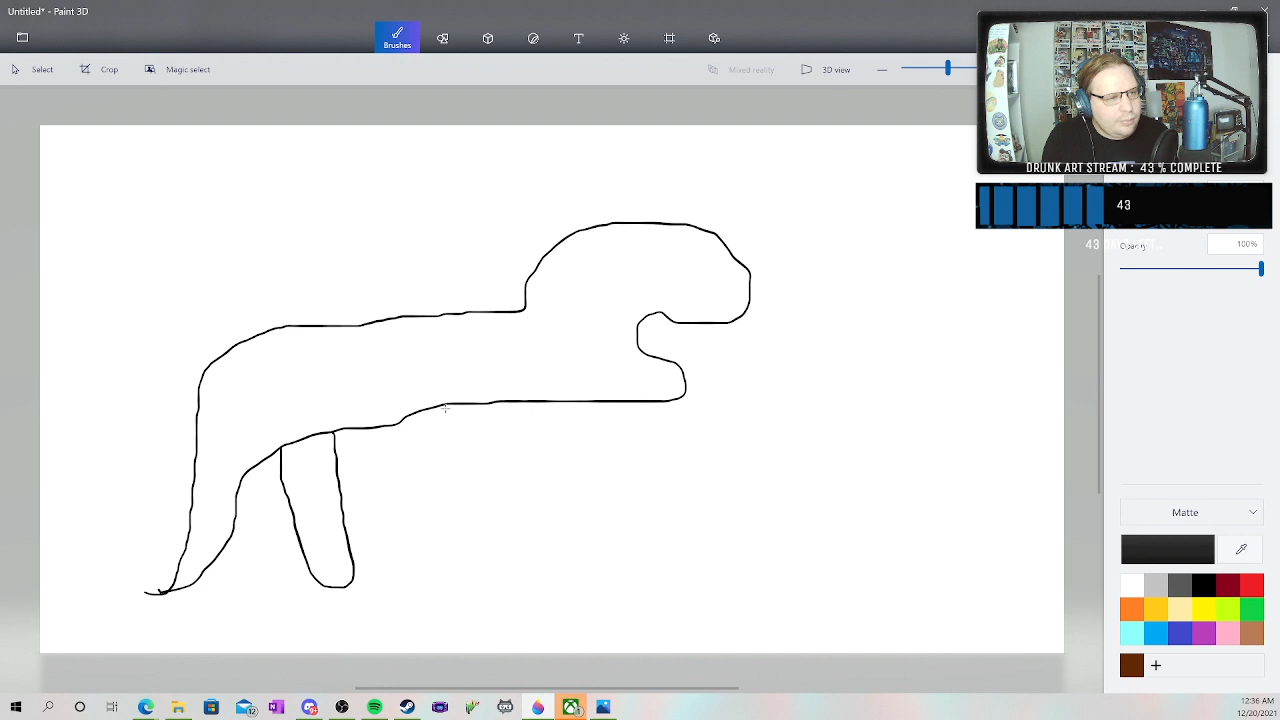 Untitled* - Paint 3D
Brushes
Select
Crop
Magic select
Mixed reality
3D view
DRUNK ART STREAM : 43 % COMPLETE
43
Opacity
100%
Matte
12
12:36 AM
12/20/2021